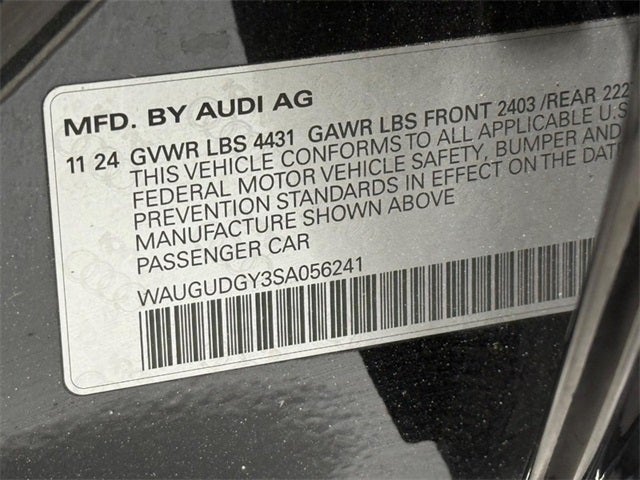 MFD. BY AUDI AG
11 24 GVWR LBS 4431 GAWR LBS FRONT 2403 /REAR 222
THIS VEHICLE CONFORMS TO ALL APPLICABLE U.S
FEDERAL MOTOR VEHICLE SAFETY, BUMPER AND
PREVENTION STANDARDS IN EFFECT ON THE DAT
MANUFACTURE SHOWN ABOVE
PASSENGER CAR
WAUGUDGY3SA056241